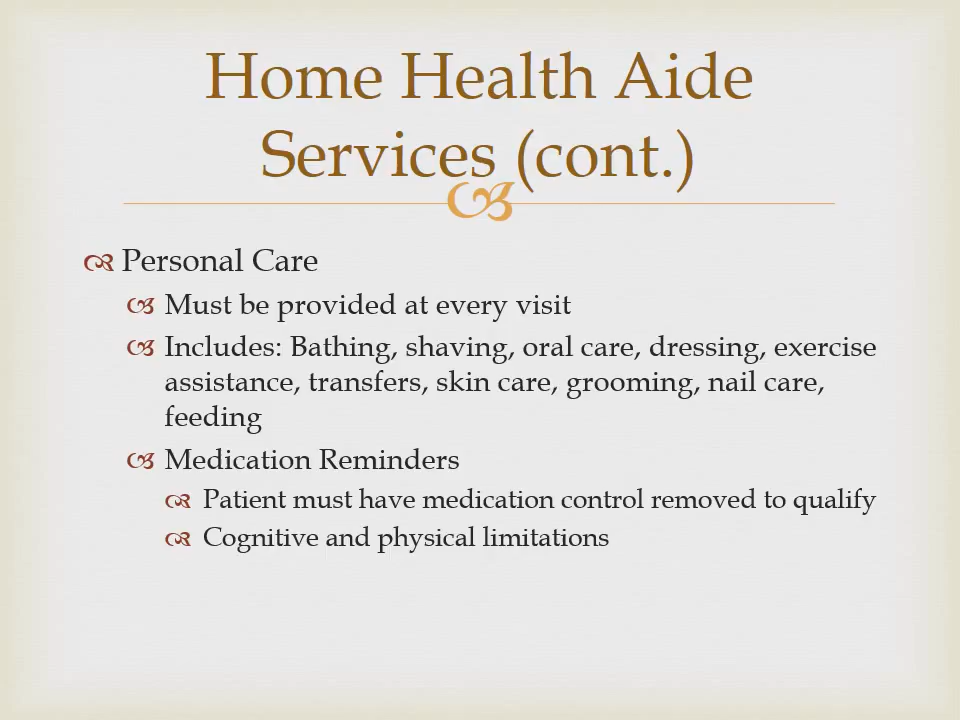 Home Health Aide
Services (cont.)
Personal Care
Must be provided at every visit
Includes: Bathing, shaving, oral care, dressing, exercise
assistance, transfers, skin care, grooming, nail care,
feeding
Medication Reminders
Patient must have medication control removed to qualify
Cognitive and physical limitations